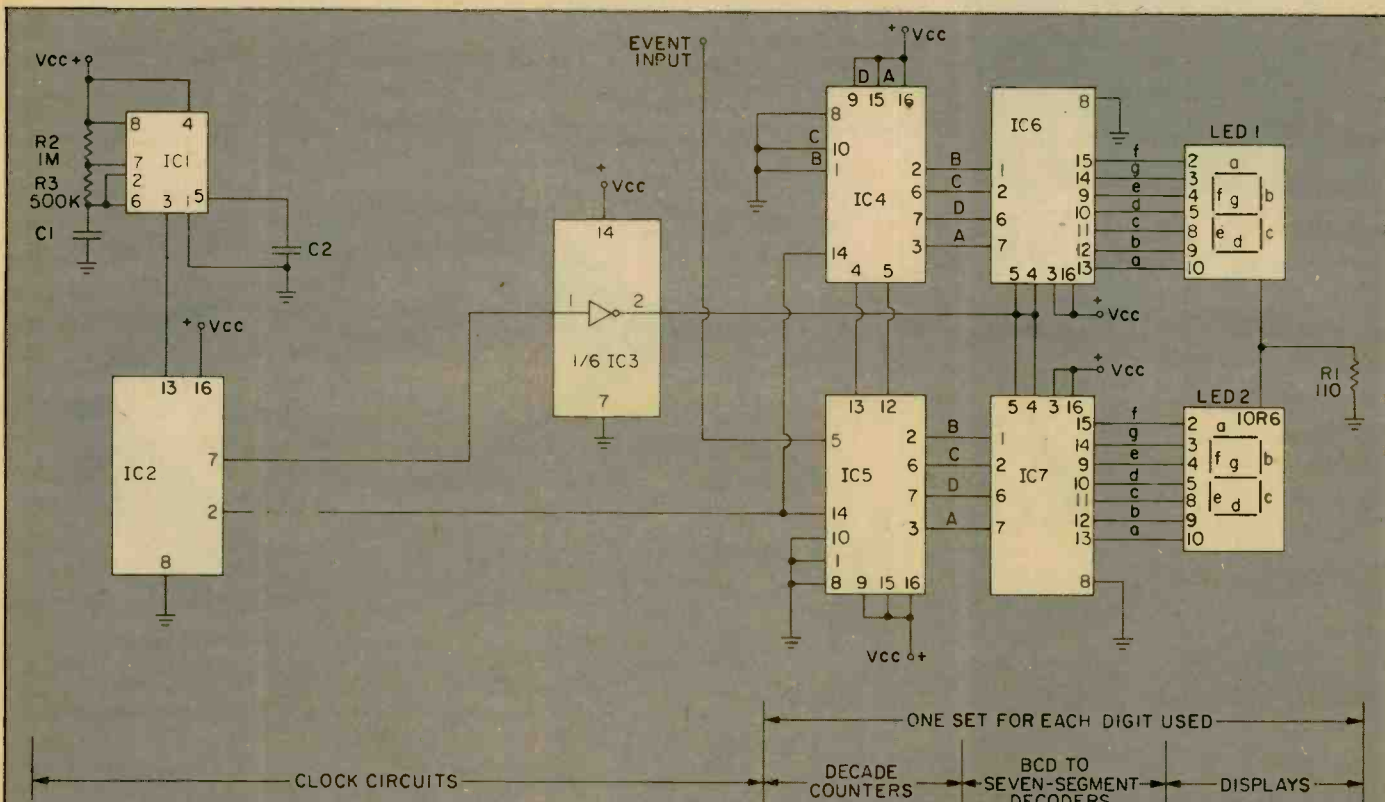 Vcc+
8 4
R2
1M
7
IC1
2
R3
500K
6
3 1 5
C1
C2
+
Vcc
13 16
IC2
7
2
8
+
Vcc
14
1 2
1/6 IC3
7
EVENT
INPUT
+
Vcc
D A
9 15 16
8
C
10
B
1
IC4
14
4 5
2 B 1
6 C 2
7 D 6
3 A 7
IC6
8
15 f 2
14 g 3
9 e 4
10 d 5
11 c 8
12 b 9
13 a 10
5 4 3 16
+
Vcc
LED 1
a
f g b
e d c
R1
110
13 12
5
IC5
14
10
1
8 9 15 16
Vcc +
2 B 1
6 C 2
7 D 6
3 A 7
+
Vcc
5 4 3 16
IC7
8
15 f 2
14 g 3
9 e 4
10 d 5
11 c 8
12 b 9
13 a 10
LED 2
10R6
a
f g b
e d c
ONE SET FOR EACH DIGIT USED
CLOCK CIRCUITS
DECADE
COUNTERS
BCD TO
SEVEN-SEGMENT
DECODERS
DISPLAYS